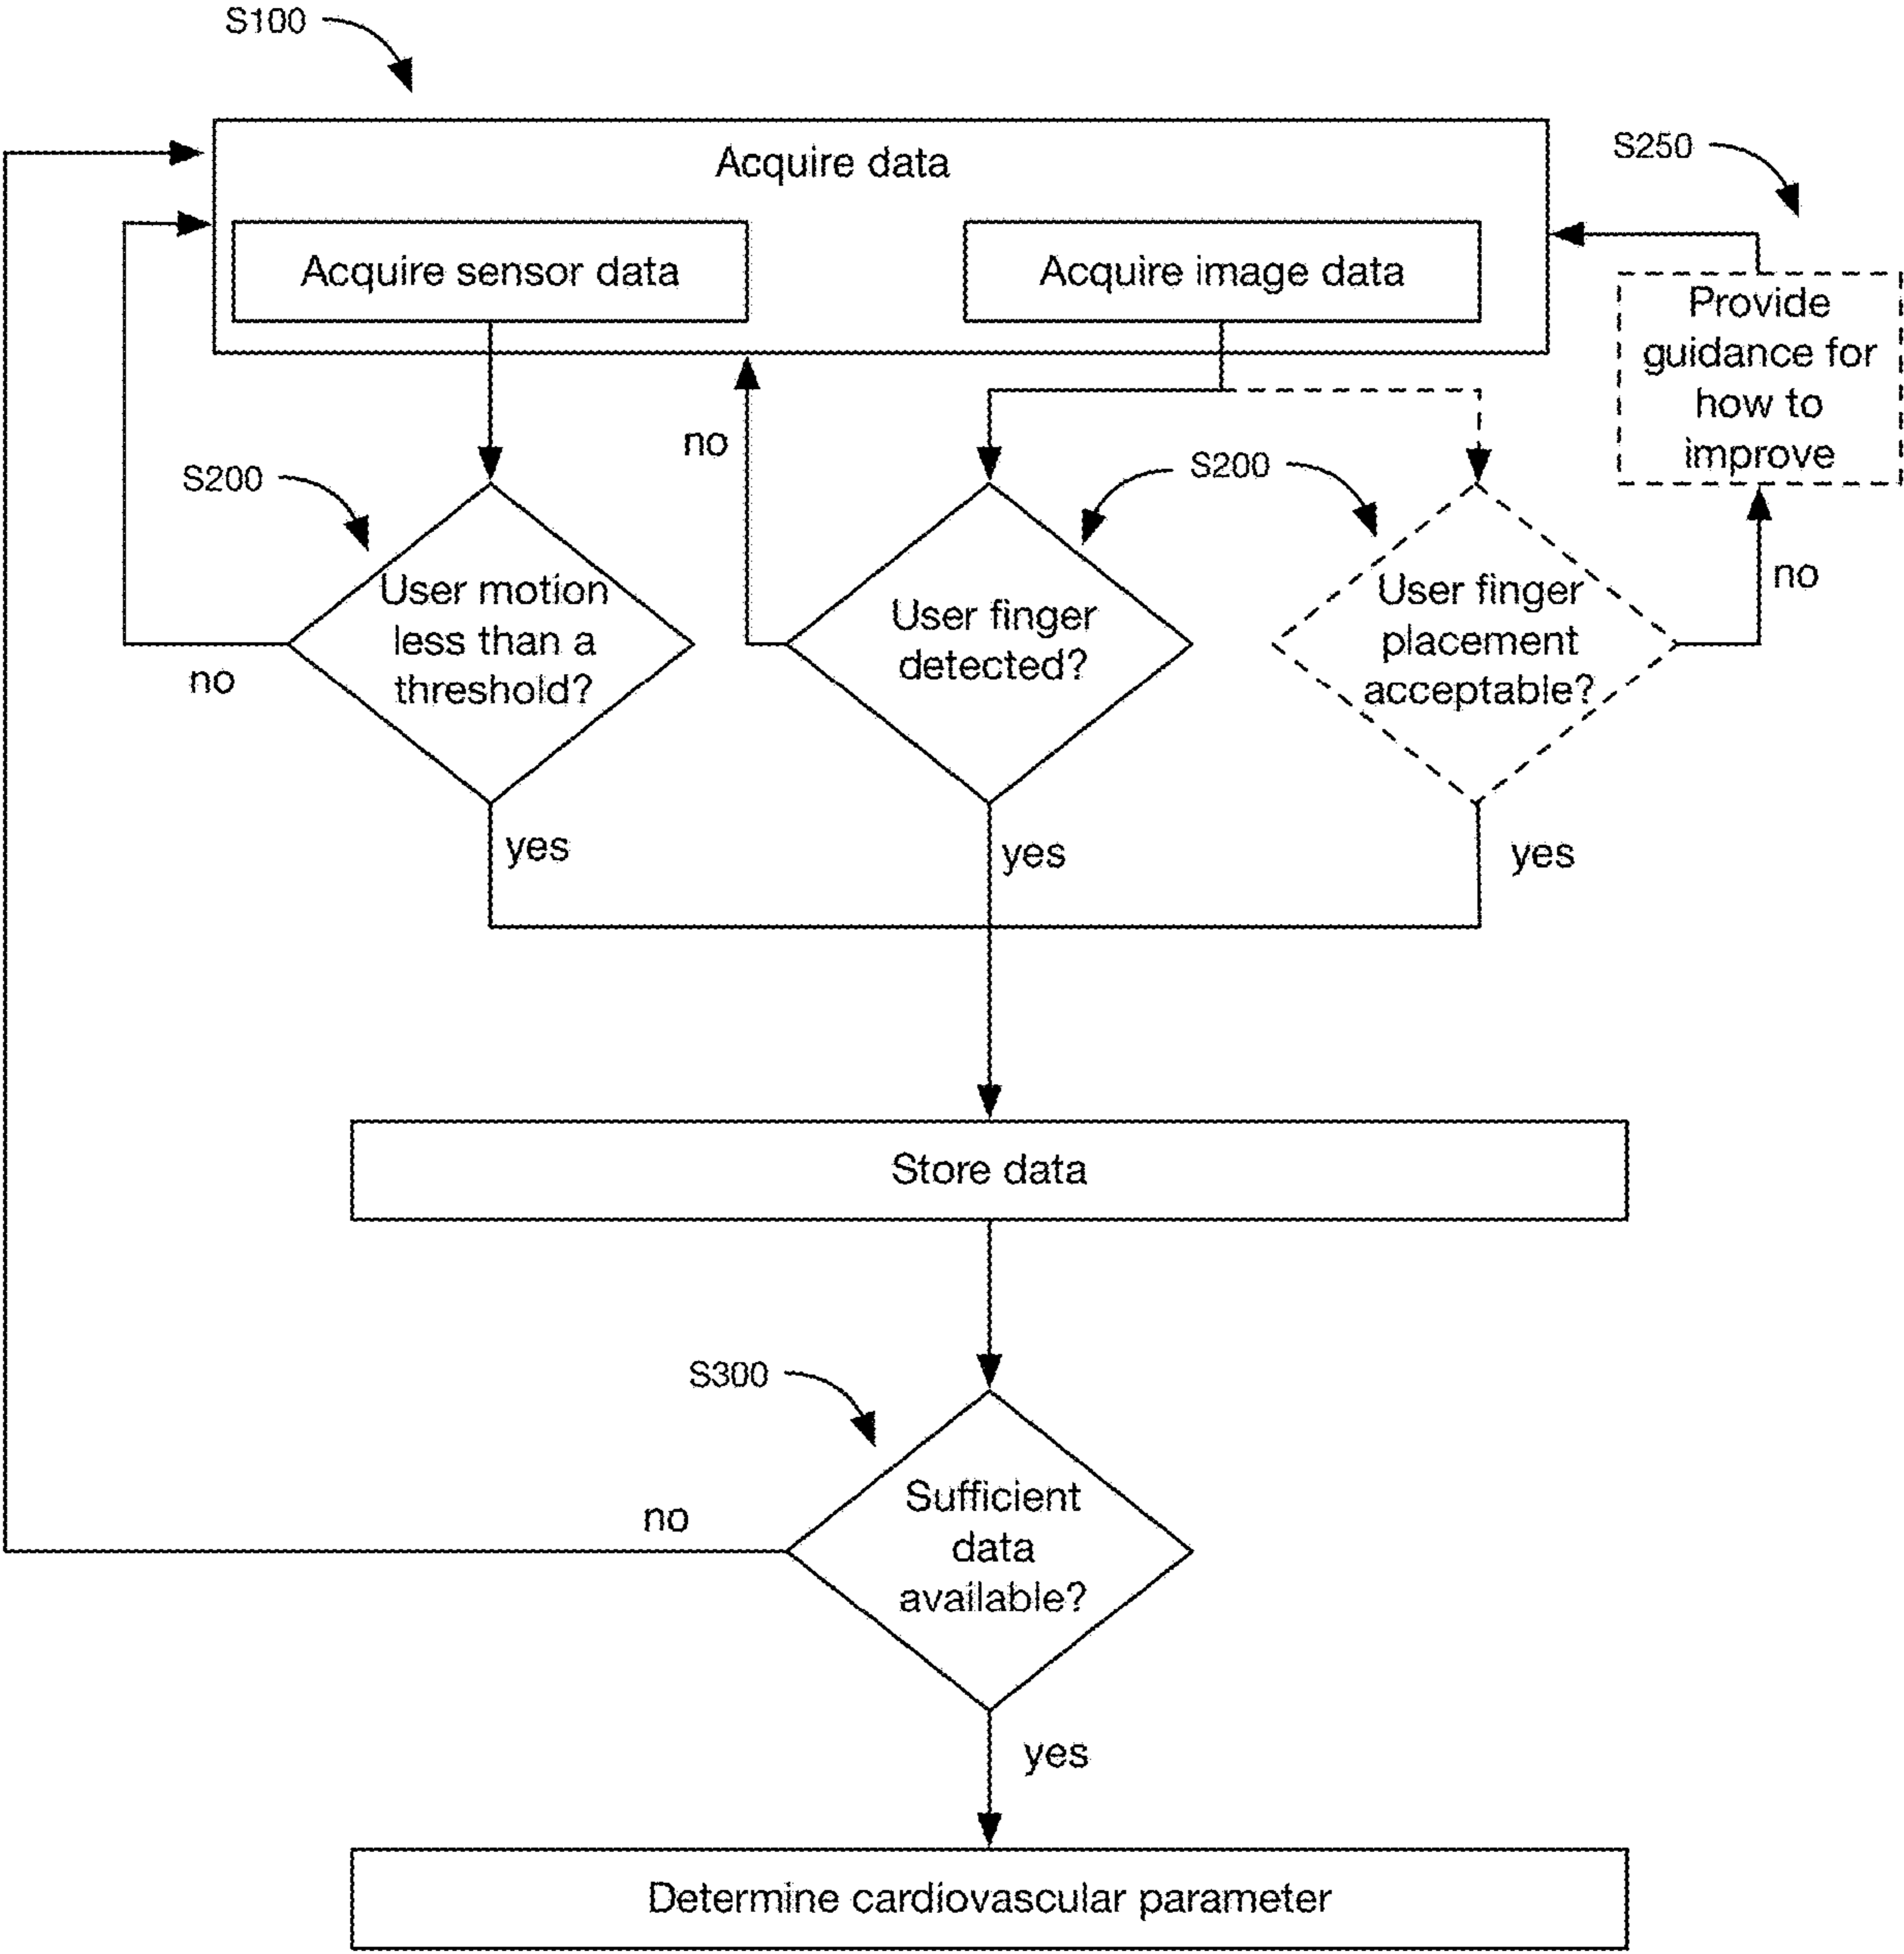 S100
Acquire data
S250
Acquire sensor data
Acquire image data
Provide
guidance for
how to
improve
no
S200
S200
User motion
less than a
threshold?
no
User finger
detected?
User finger
placement
acceptable?
no
yes
yes
yes
Store data
S300
no
Sufficient
data
available?
yes
Determine cardiovascular parameter